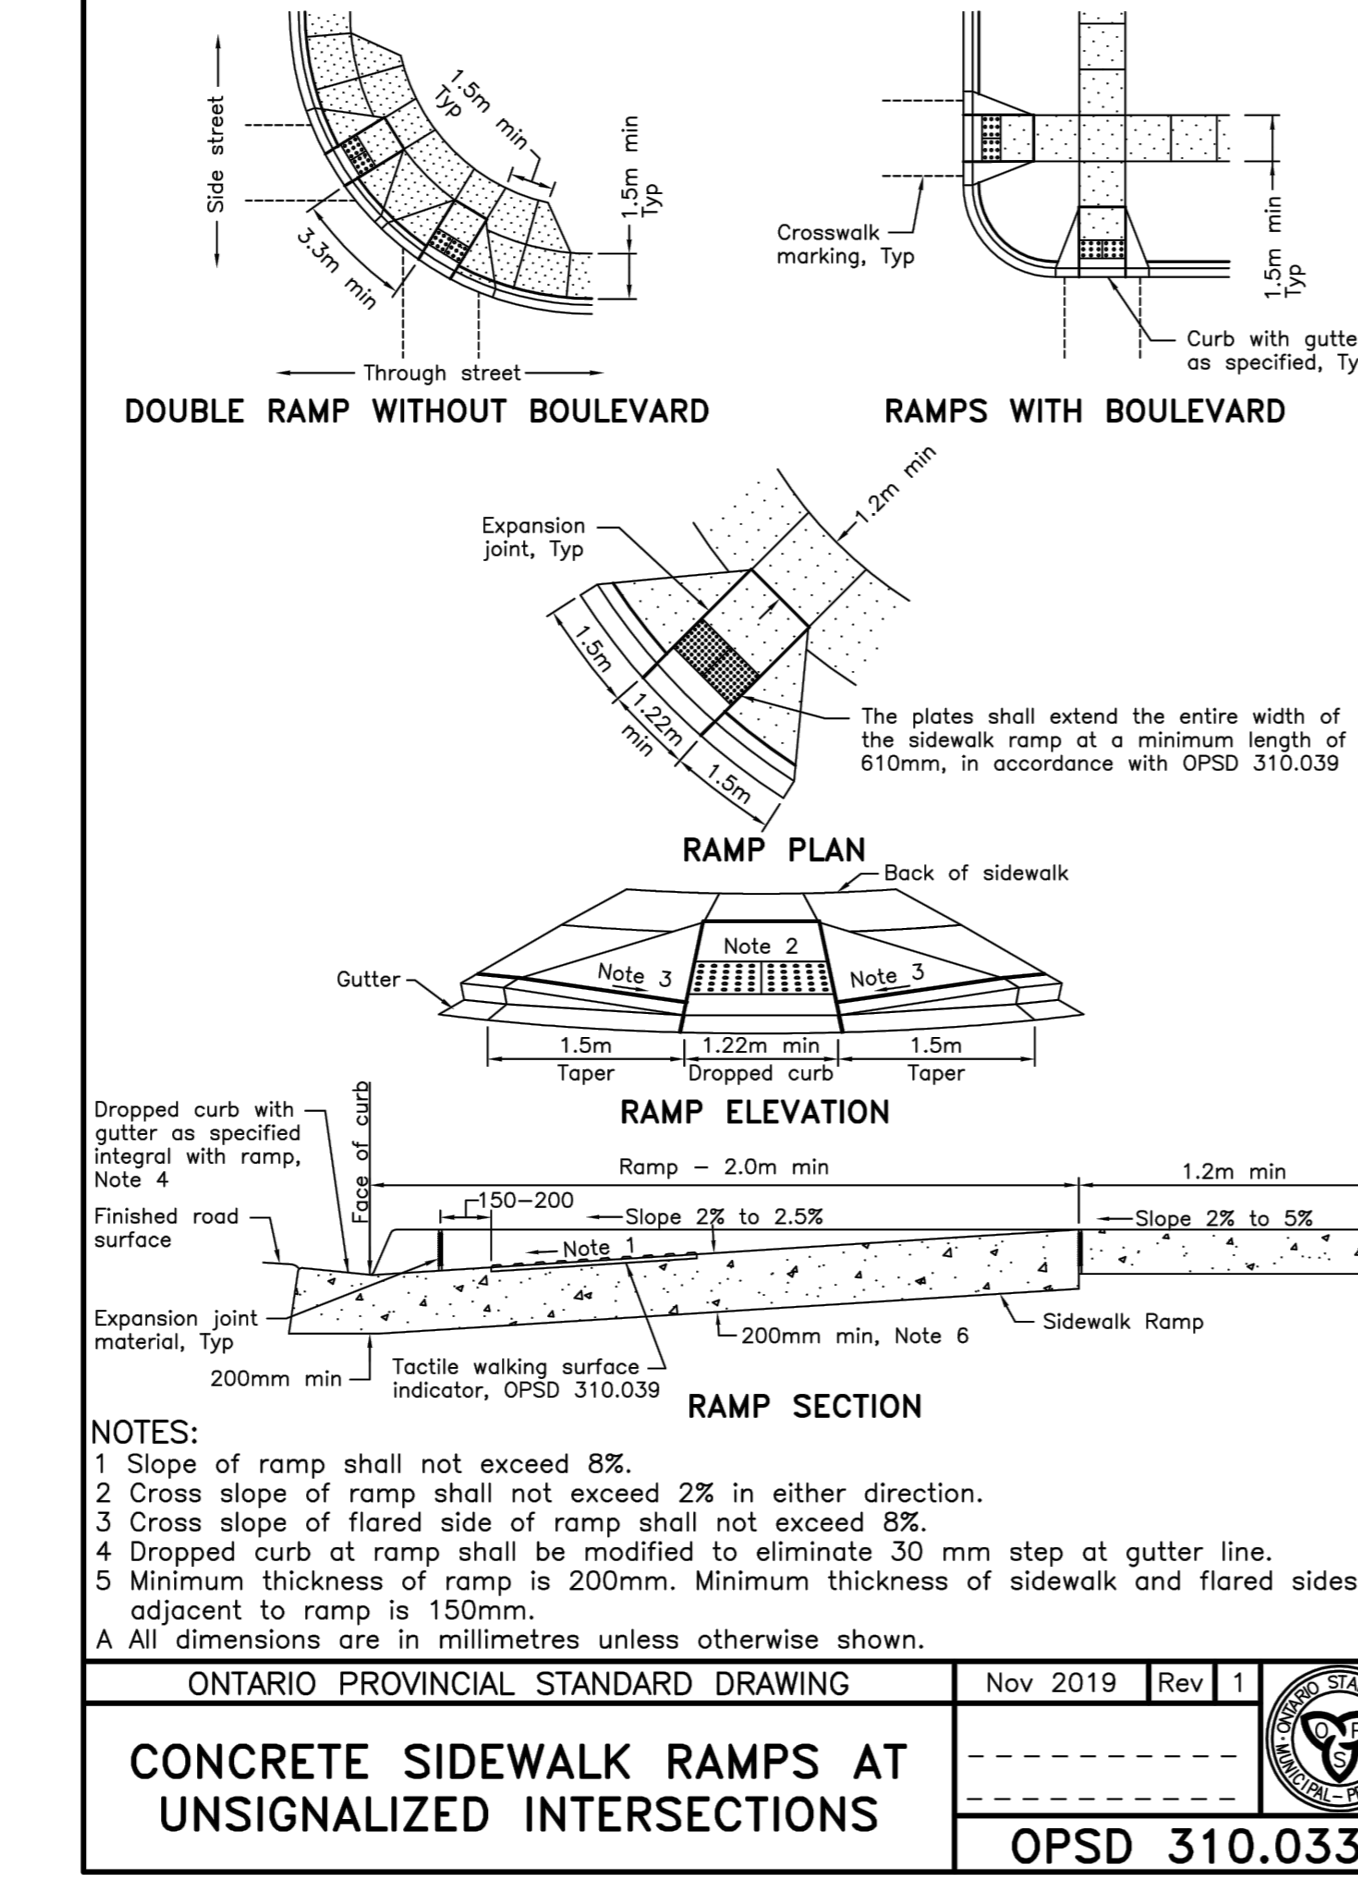 Side street
1.5m min
Typ
3.3m min
1.5m min
Typ
Through street
DOUBLE RAMP WITHOUT BOULEVARD
Crosswalk
marking, Typ
1.5m min
Typ
Curb with gutte
as specified, Ty
RAMPS WITH BOULEVARD
Expansion
joint, Typ
1.2m min
1.5m
1.22m
min
1.5m
The plates shall extend the entire width of
the sidewalk ramp at a minimum length of
610mm, in accordance with OPSD 310.039
RAMP PLAN
Back of sidewalk
Note 2
Gutter
Note 3
Note 3
1.5m
Taper
1.22m min
Dropped curb
1.5m
Taper
RAMP ELEVATION
Dropped curb with
gutter as specified
integral with ramp,
Note 4
Face of curb
Ramp - 2.0m min
1.2m min
150-200
Slope 2% to 2.5%
Slope 2% to 5%
Finished road
surface
Note 1
Expansion joint
material, Typ
200mm min
Tactile walking surface
indicator, OPSD 310.039
200mm min, Note 6
Sidewalk Ramp
RAMP SECTION
NOTES:
1 Slope of ramp shall not exceed 8%.
2 Cross slope of ramp shall not exceed 2% in either direction.
3 Cross slope of flared side of ramp shall not exceed 8%.
4 Dropped curb at ramp shall be modified to eliminate 30 mm step at gutter line.
5 Minimum thickness of ramp is 200mm. Minimum thickness of sidewalk and flared sides
adjacent to ramp is 150mm.
A All dimensions are in millimetres unless otherwise shown.
ONTARIO PROVINCIAL STANDARD DRAWING
Nov 2019 Rev 1
CONCRETE SIDEWALK RAMPS AT
UNSIGNALIZED INTERSECTIONS
ONTARIO STA
MUNICIPAL-P
O P
S
OPSD 310.033